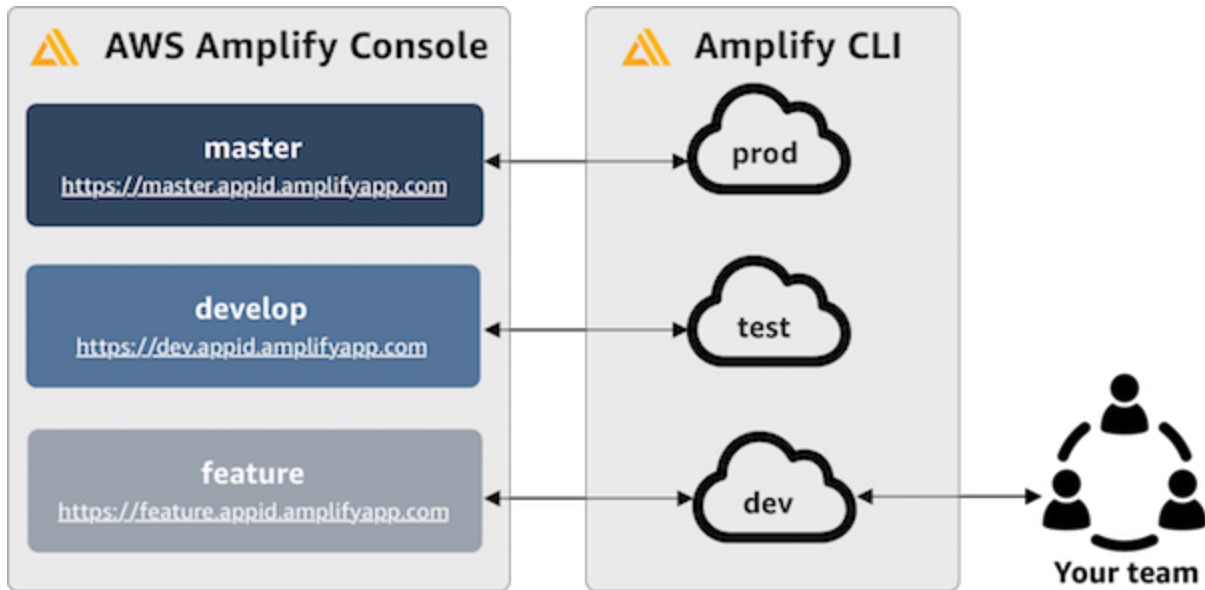 AWS Amplify Console
master
https://master.appid.amplifyapp.com
develop
https://dev.appid.amplifyapp.com
feature
https://feature.appid.amplifyapp.com
Amplify CLI
prod
test
dev
Your team